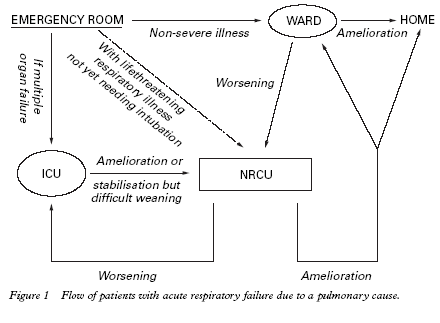 EMERGENCY ROOM
WARD
HOME
Non-severe illness
Amelioration
If multiple
organ failure
With lifethreatening
respiratory illness
not yet needing intubation
Worsening
ICU
Amelioration or
stabilisation but
difficult weaning
NRCU
Worsening
Amelioration
Figure 1 Flow of patients with acute respiratory failure due to a pulmonary cause.